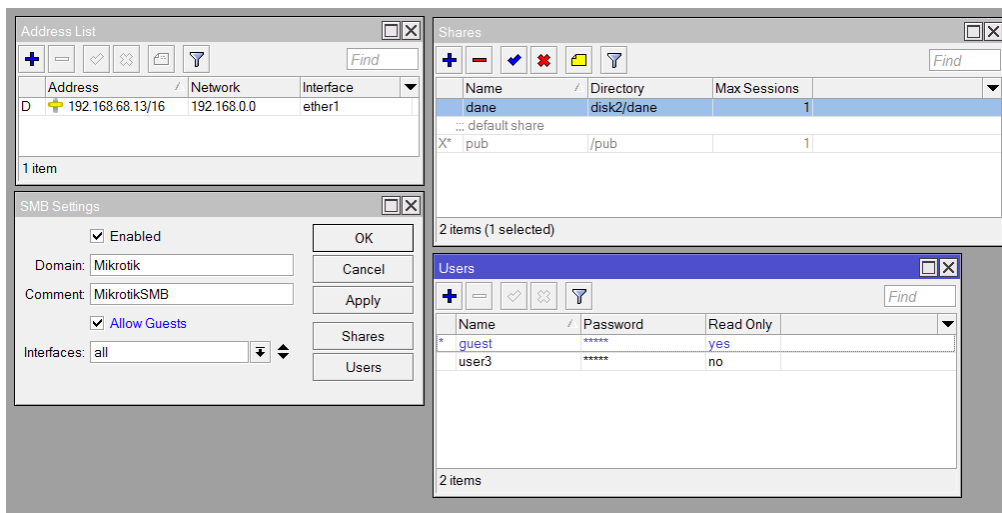 Address List
Find
Address Network Interface
D 192.168.68.13/16 192.168.0.0 ether1
1 item
SMB Settings
Enabled
OK
Domain: Mikrotik
Cancel
Comment: MikrotikSMB
Apply
Allow Guests
Shares
Interfaces: all
Users
Shares
Find
Name Directory Max Sessions
dane disk2/dane 1
::: default share
X* pub /pub 1
2 items (1 selected)
Users
Find
Name Password Read Only
* guest ***** yes
user3 ***** no
2 items